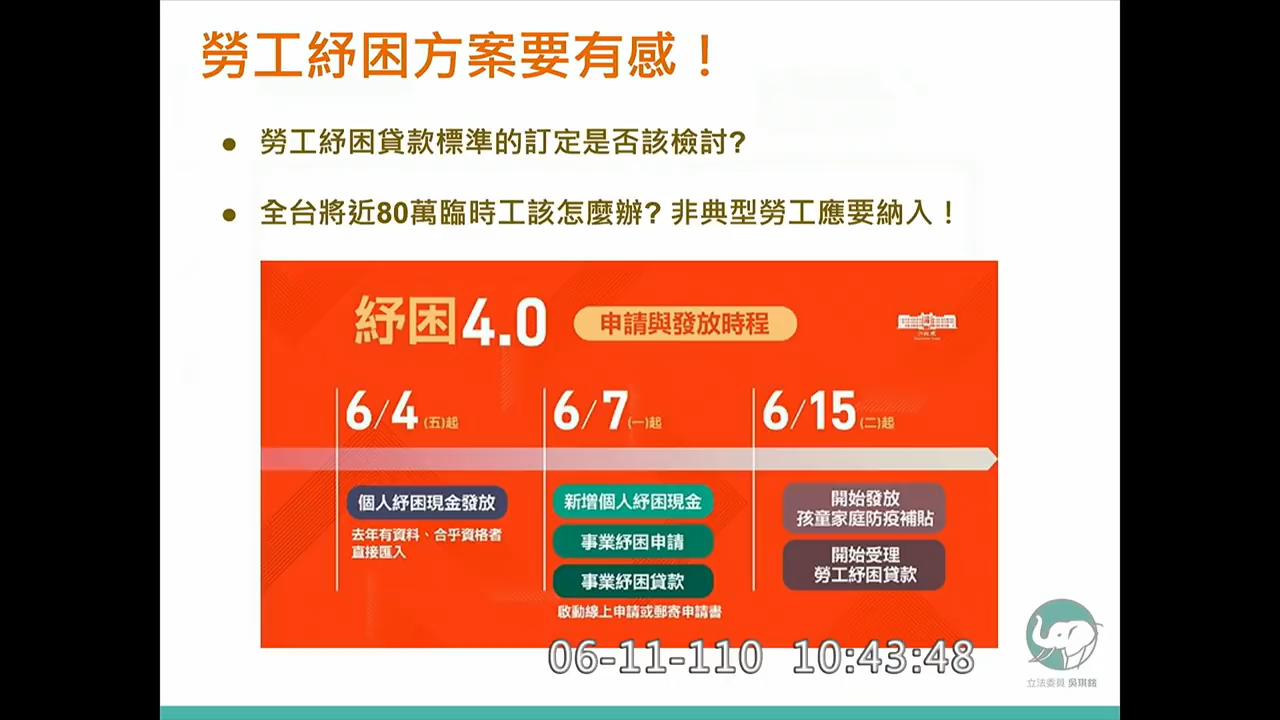 勞工紓困方案要有感！
● 勞工紓困貸款標準的訂定是否該檢討?
● 全台將近80萬臨時工該怎麼辦? 非典型勞工應要納入！
紓困4.0 申請與發放時程
6/4(五)起
個人紓困現金發放
去年有資料、合乎資格者
直接匯入
6/7(一)起
新增個人紓困現金
事業紓困申請
事業紓困貸款
啟動線上申請或郵寄申請書
6/15(二)起
開始發放
孩童家庭防疫補貼
開始受理
勞工紓困貸款
06-11-110 10:43:48
立法委員 吳琪銘